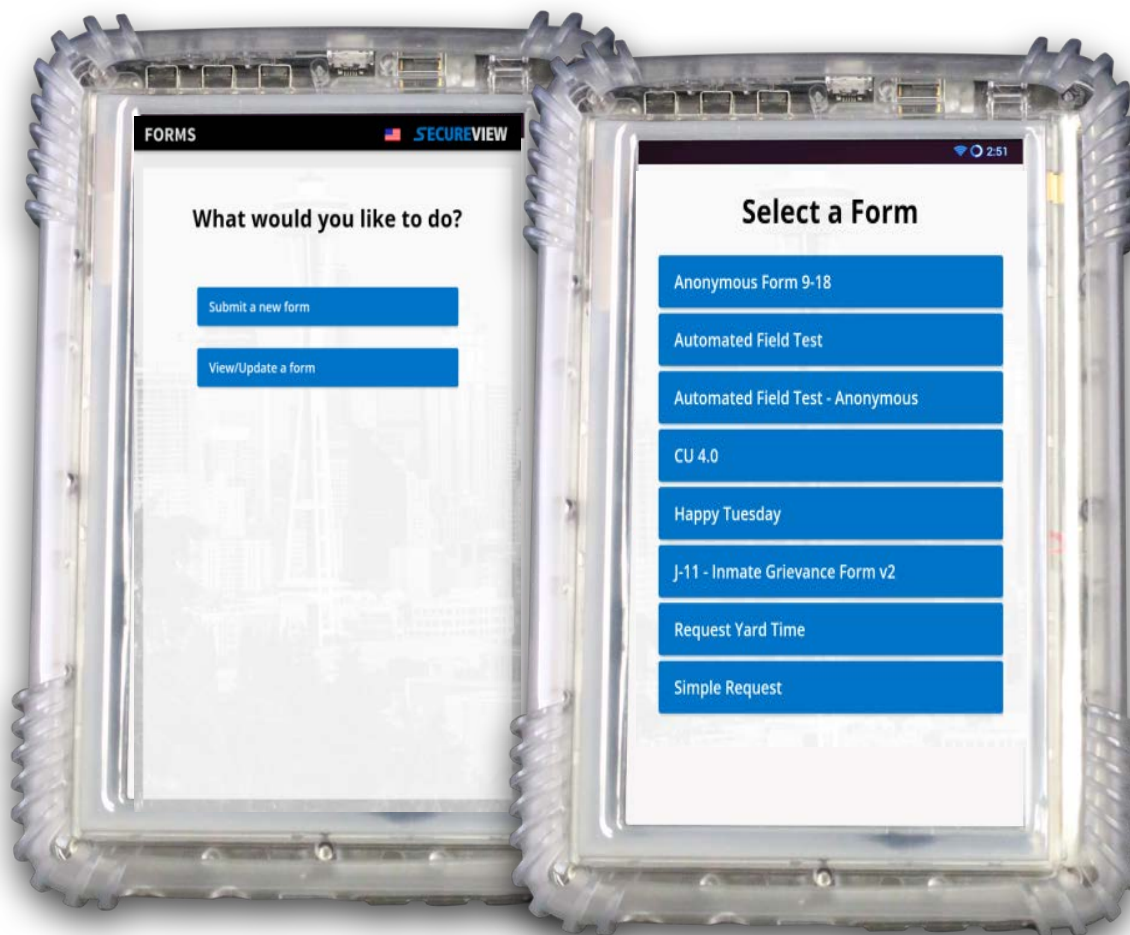 FORMS SECUREVIEW
What would you like to do?
Submit a new form
View/Update a form
2:51
Select a Form
Anonymous Form 9-18
Automated Field Test
Automated Field Test - Anonymous
CU 4.0
Happy Tuesday
J-11 - Inmate Grievance Form v2
Request Yard Time
Simple Request